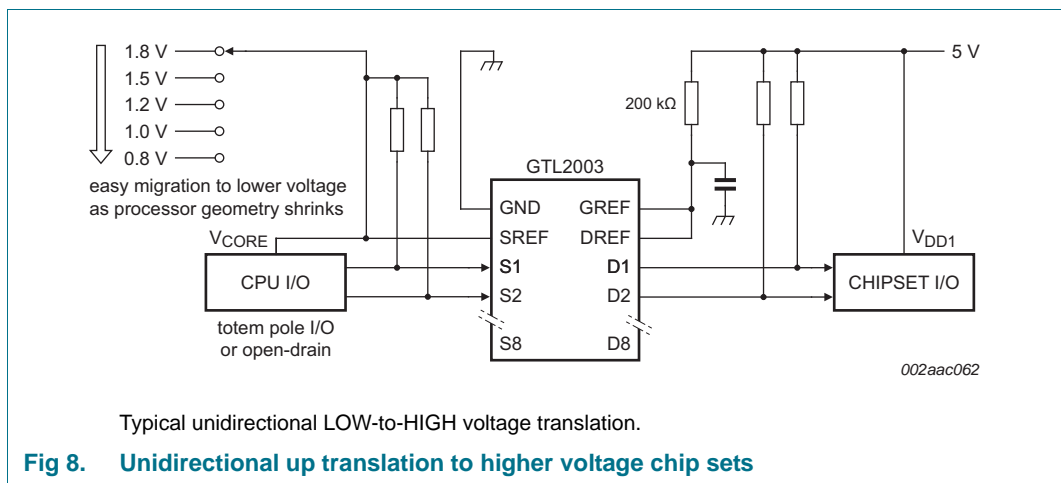 1.8 V
1.5 V
1.2 V
1.0 V
0.8 V
easy migration to lower voltage
as processor geometry shrinks
5 V
200 kΩ
GTL2003
GND GREF
SREF DREF
S1 D1
S2 D2
S8 D8
VCORE
CPU I/O
totem pole I/O
or open-drain
VDD1
CHIPSET I/O
002aac062
Typical unidirectional LOW-to-HIGH voltage translation.
Fig 8. Unidirectional up translation to higher voltage chip sets